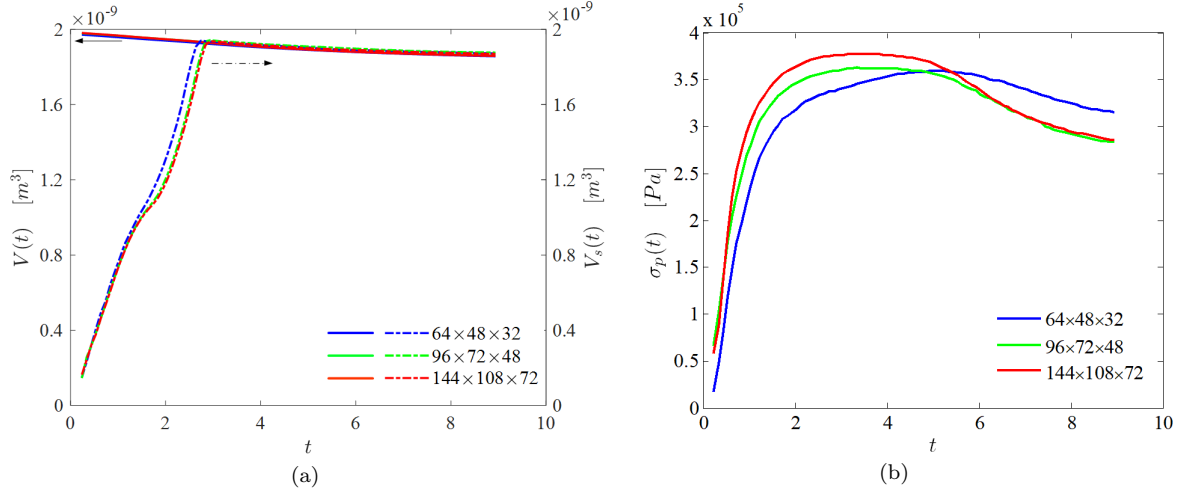 ×10⁻⁹
×10⁻⁹
2
1.6
1.2
0.8
0.4
0
2
1.6
1.2
0.8
0.4
0
V(t) [m³]
V_s(t) [m³]
64×48×32
96×72×48
144×108×72
0 2 4 6 8 10
t
(a)
x 10⁵
4
3.5
3
2.5
2
1.5
1
0.5
0
σ_p(t) [Pa]
64×48×32
96×72×48
144×108×72
0 2 4 6 8 10
t
(b)